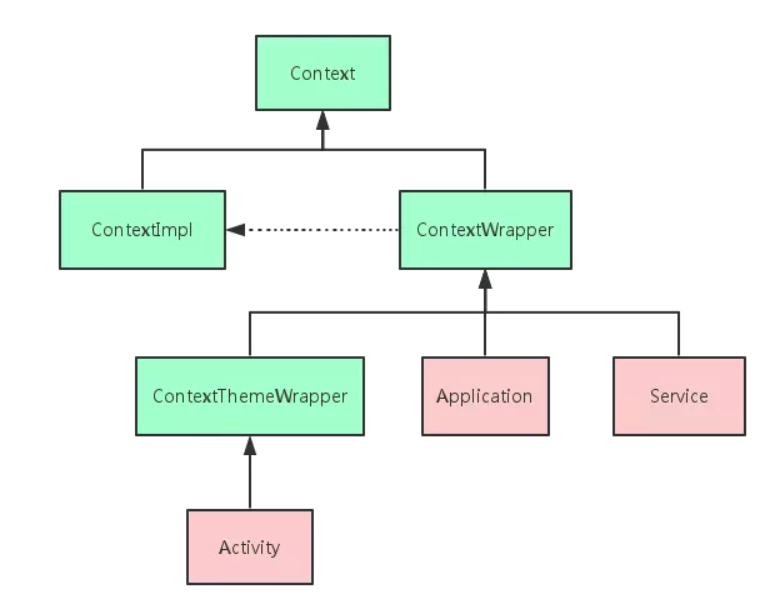 Context
ContextImpl
ContextWrapper
ContextThemeWrapper
Application
Service
Activity